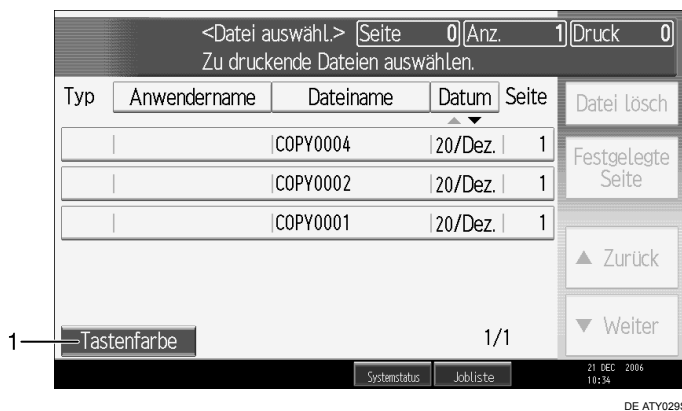 <Datei auswähl.> Seite 0 Anz. 1 Druck 0
Zu druckende Dateien auswählen.
Typ Anwendername Dateiname Datum Seite
Datei lösch
COPY0004 20/Dez. 1
Festgelegte
Seite
COPY0002 20/Dez. 1
COPY0001 20/Dez. 1
▲ Zurück
▼ Weiter
1 Tastenfarbe 1/1
Systemstatus Jobliste 21 DEC 2006
10:34
DE ATY029S